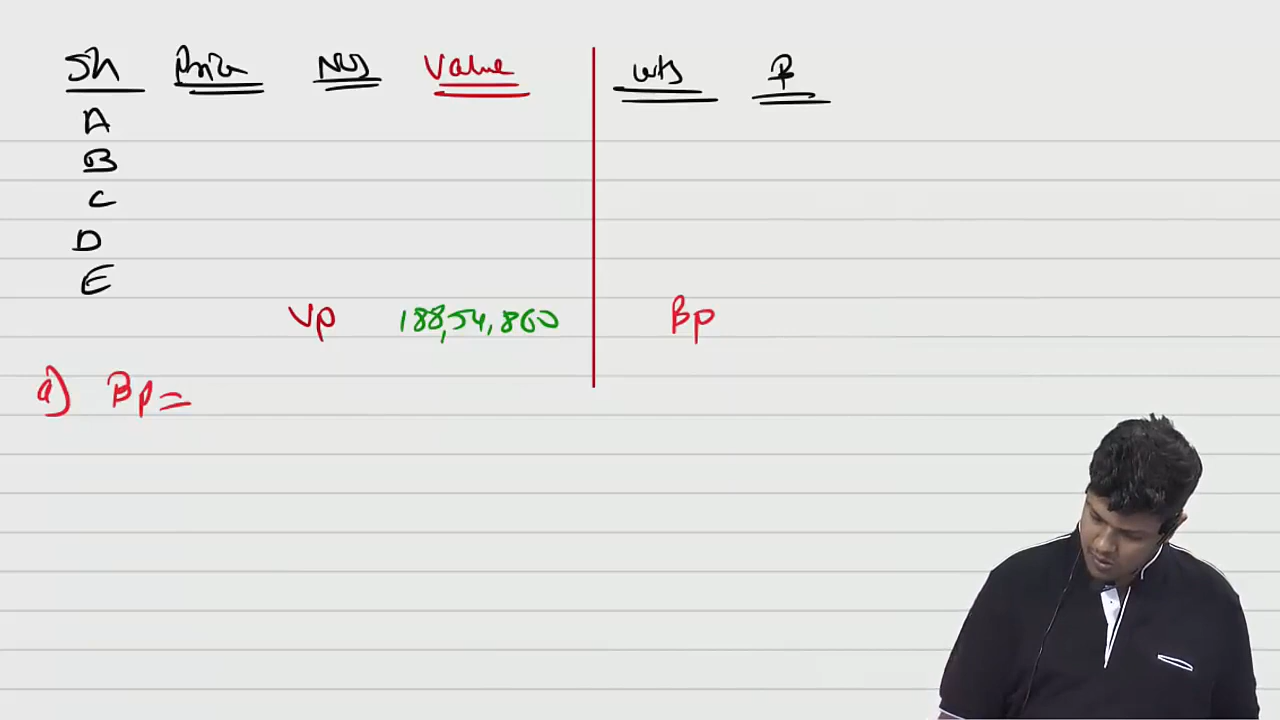 Sh Price Nos Value wts β
A
B
C
D
E
Vp 188,54,860 βp
a) βp =